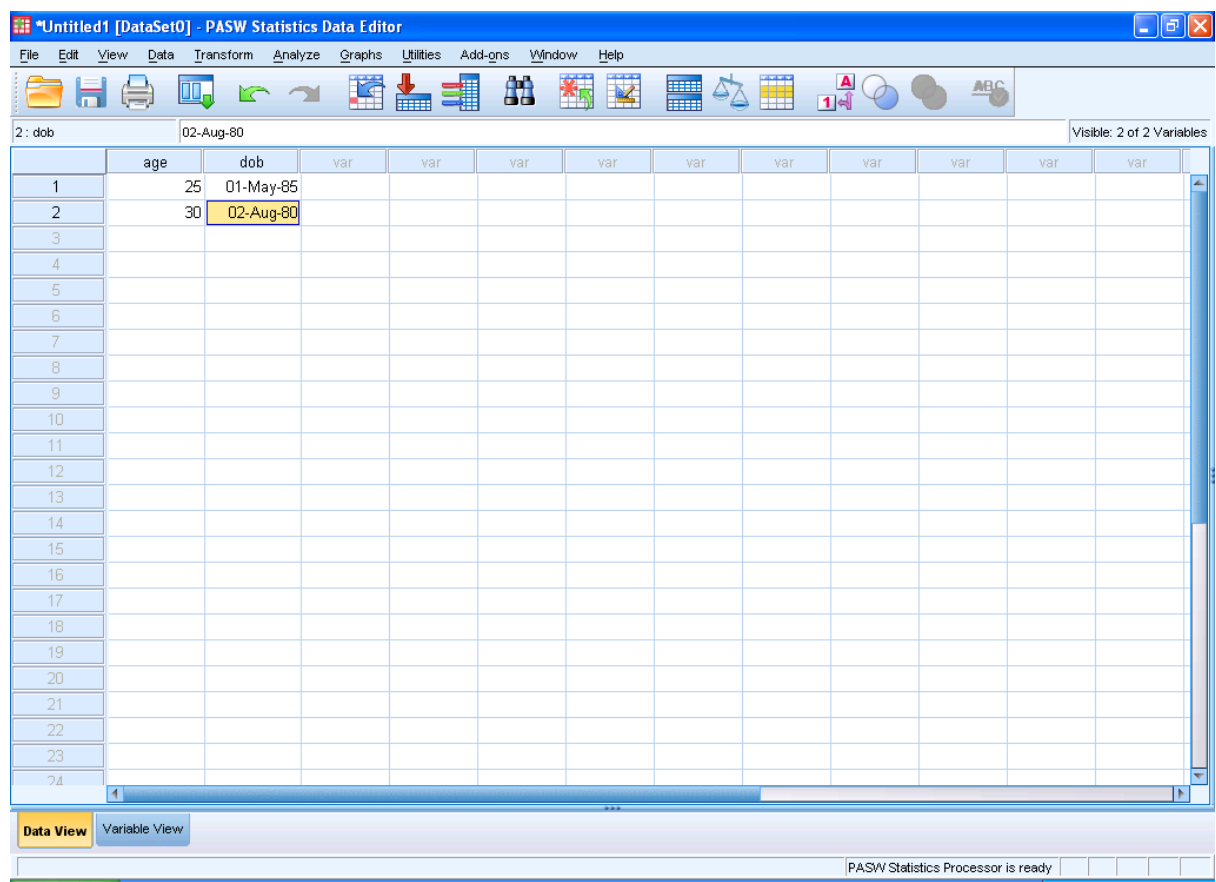 *Untitled1 [DataSet0] - PASW Statistics Data Editor
File Edit View Data Transform Analyze Graphs Utilities Add-ons Window Help
A
1
ABC
2 : dob 02-Aug-80 Visible: 2 of 2 Variables
age dob var var var var var var var var var var
1 25 01-May-85
2 30 02-Aug-80
3
4
5
6
7
8
9
10
11
12
13
14
15
16
17
18
19
20
21
22
23
24
Data View Variable View
PASW Statistics Processor is ready